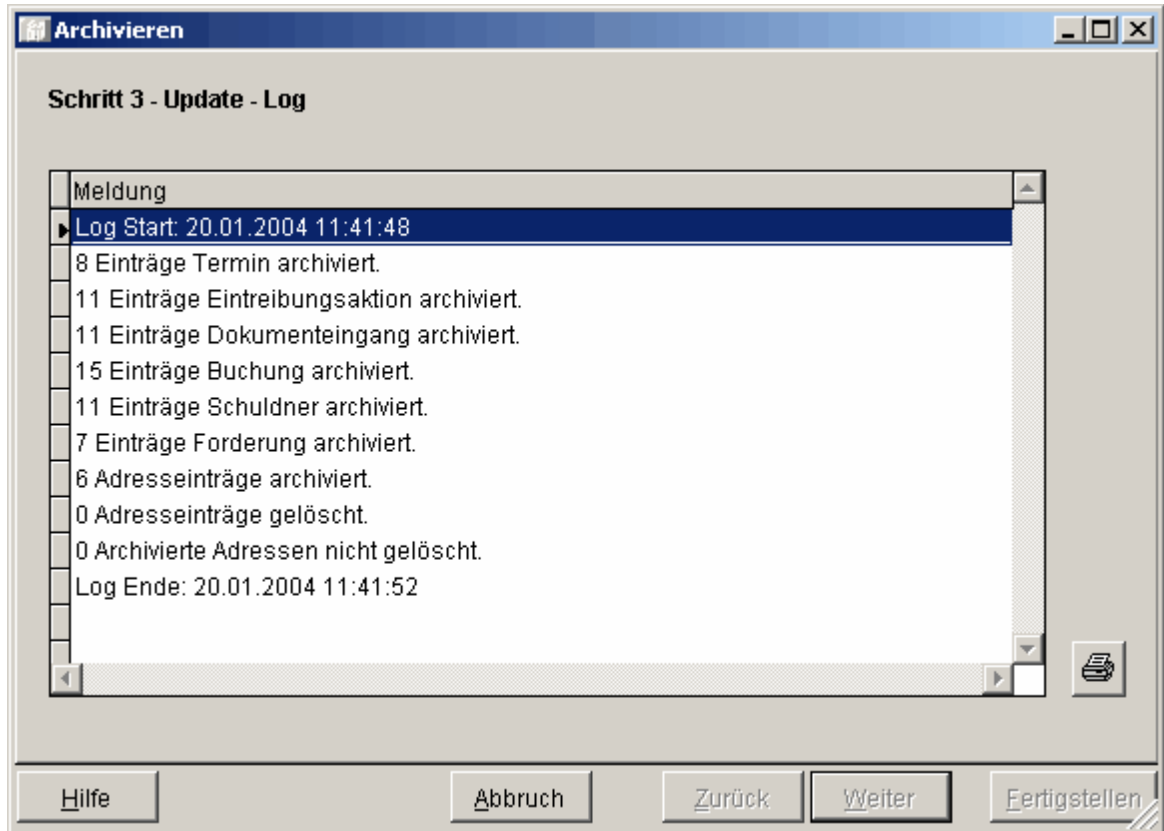 Archivieren
Schritt 3 - Update - Log
Meldung
Log Start: 20.01.2004 11:41:48
8 Einträge Termin archiviert.
11 Einträge Eintreibungsaktion archiviert.
11 Einträge Dokumenteingang archiviert.
15 Einträge Buchung archiviert.
11 Einträge Schuldner archiviert.
7 Einträge Forderung archiviert.
6 Adresseinträge archiviert.
0 Adresseinträge gelöscht.
0 Archivierte Adressen nicht gelöscht.
Log Ende: 20.01.2004 11:41:52
Hilfe Abbruch Zurück Weiter Fertigstellen